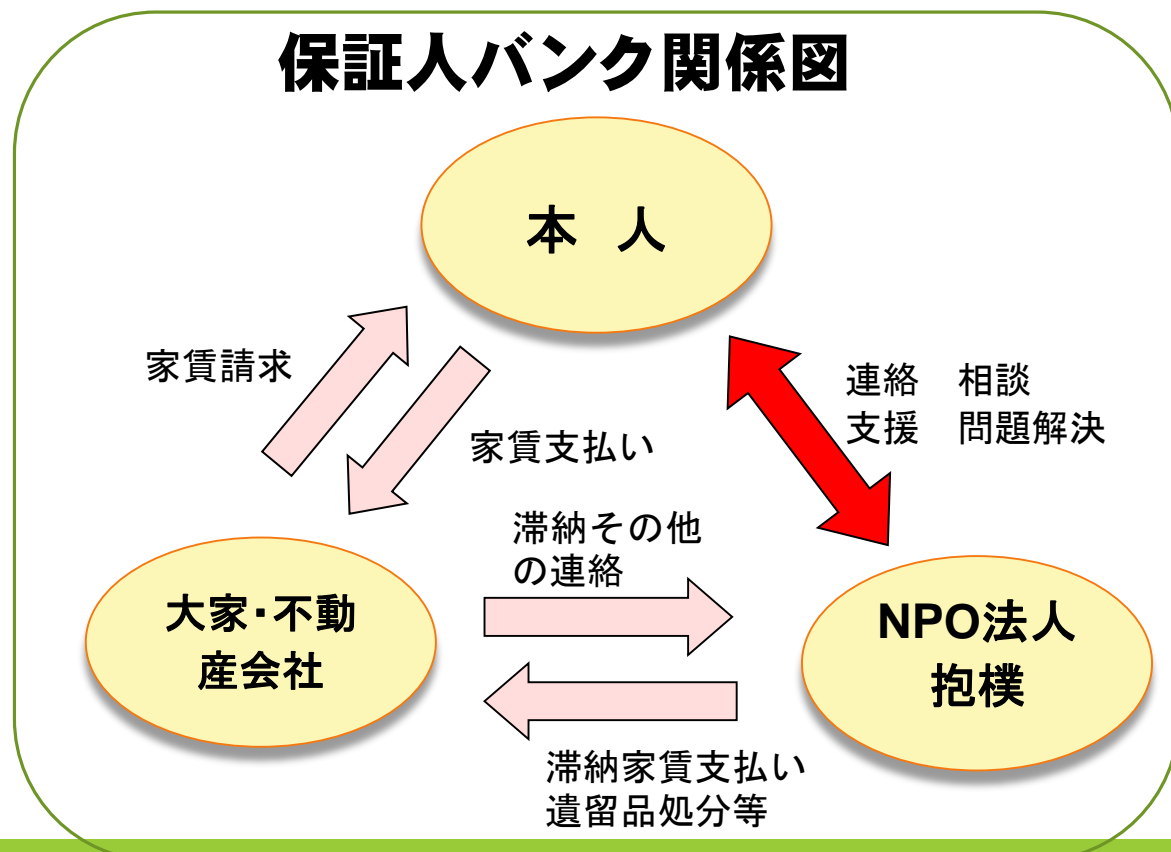 保証人バンク関係図
本　人
家賃請求
家賃支払い
連絡　相談
支援　問題解決
滞納その他
の連絡
大家・不動
産会社
NPO法人
抱樸
滞納家賃支払い
遺留品処分等